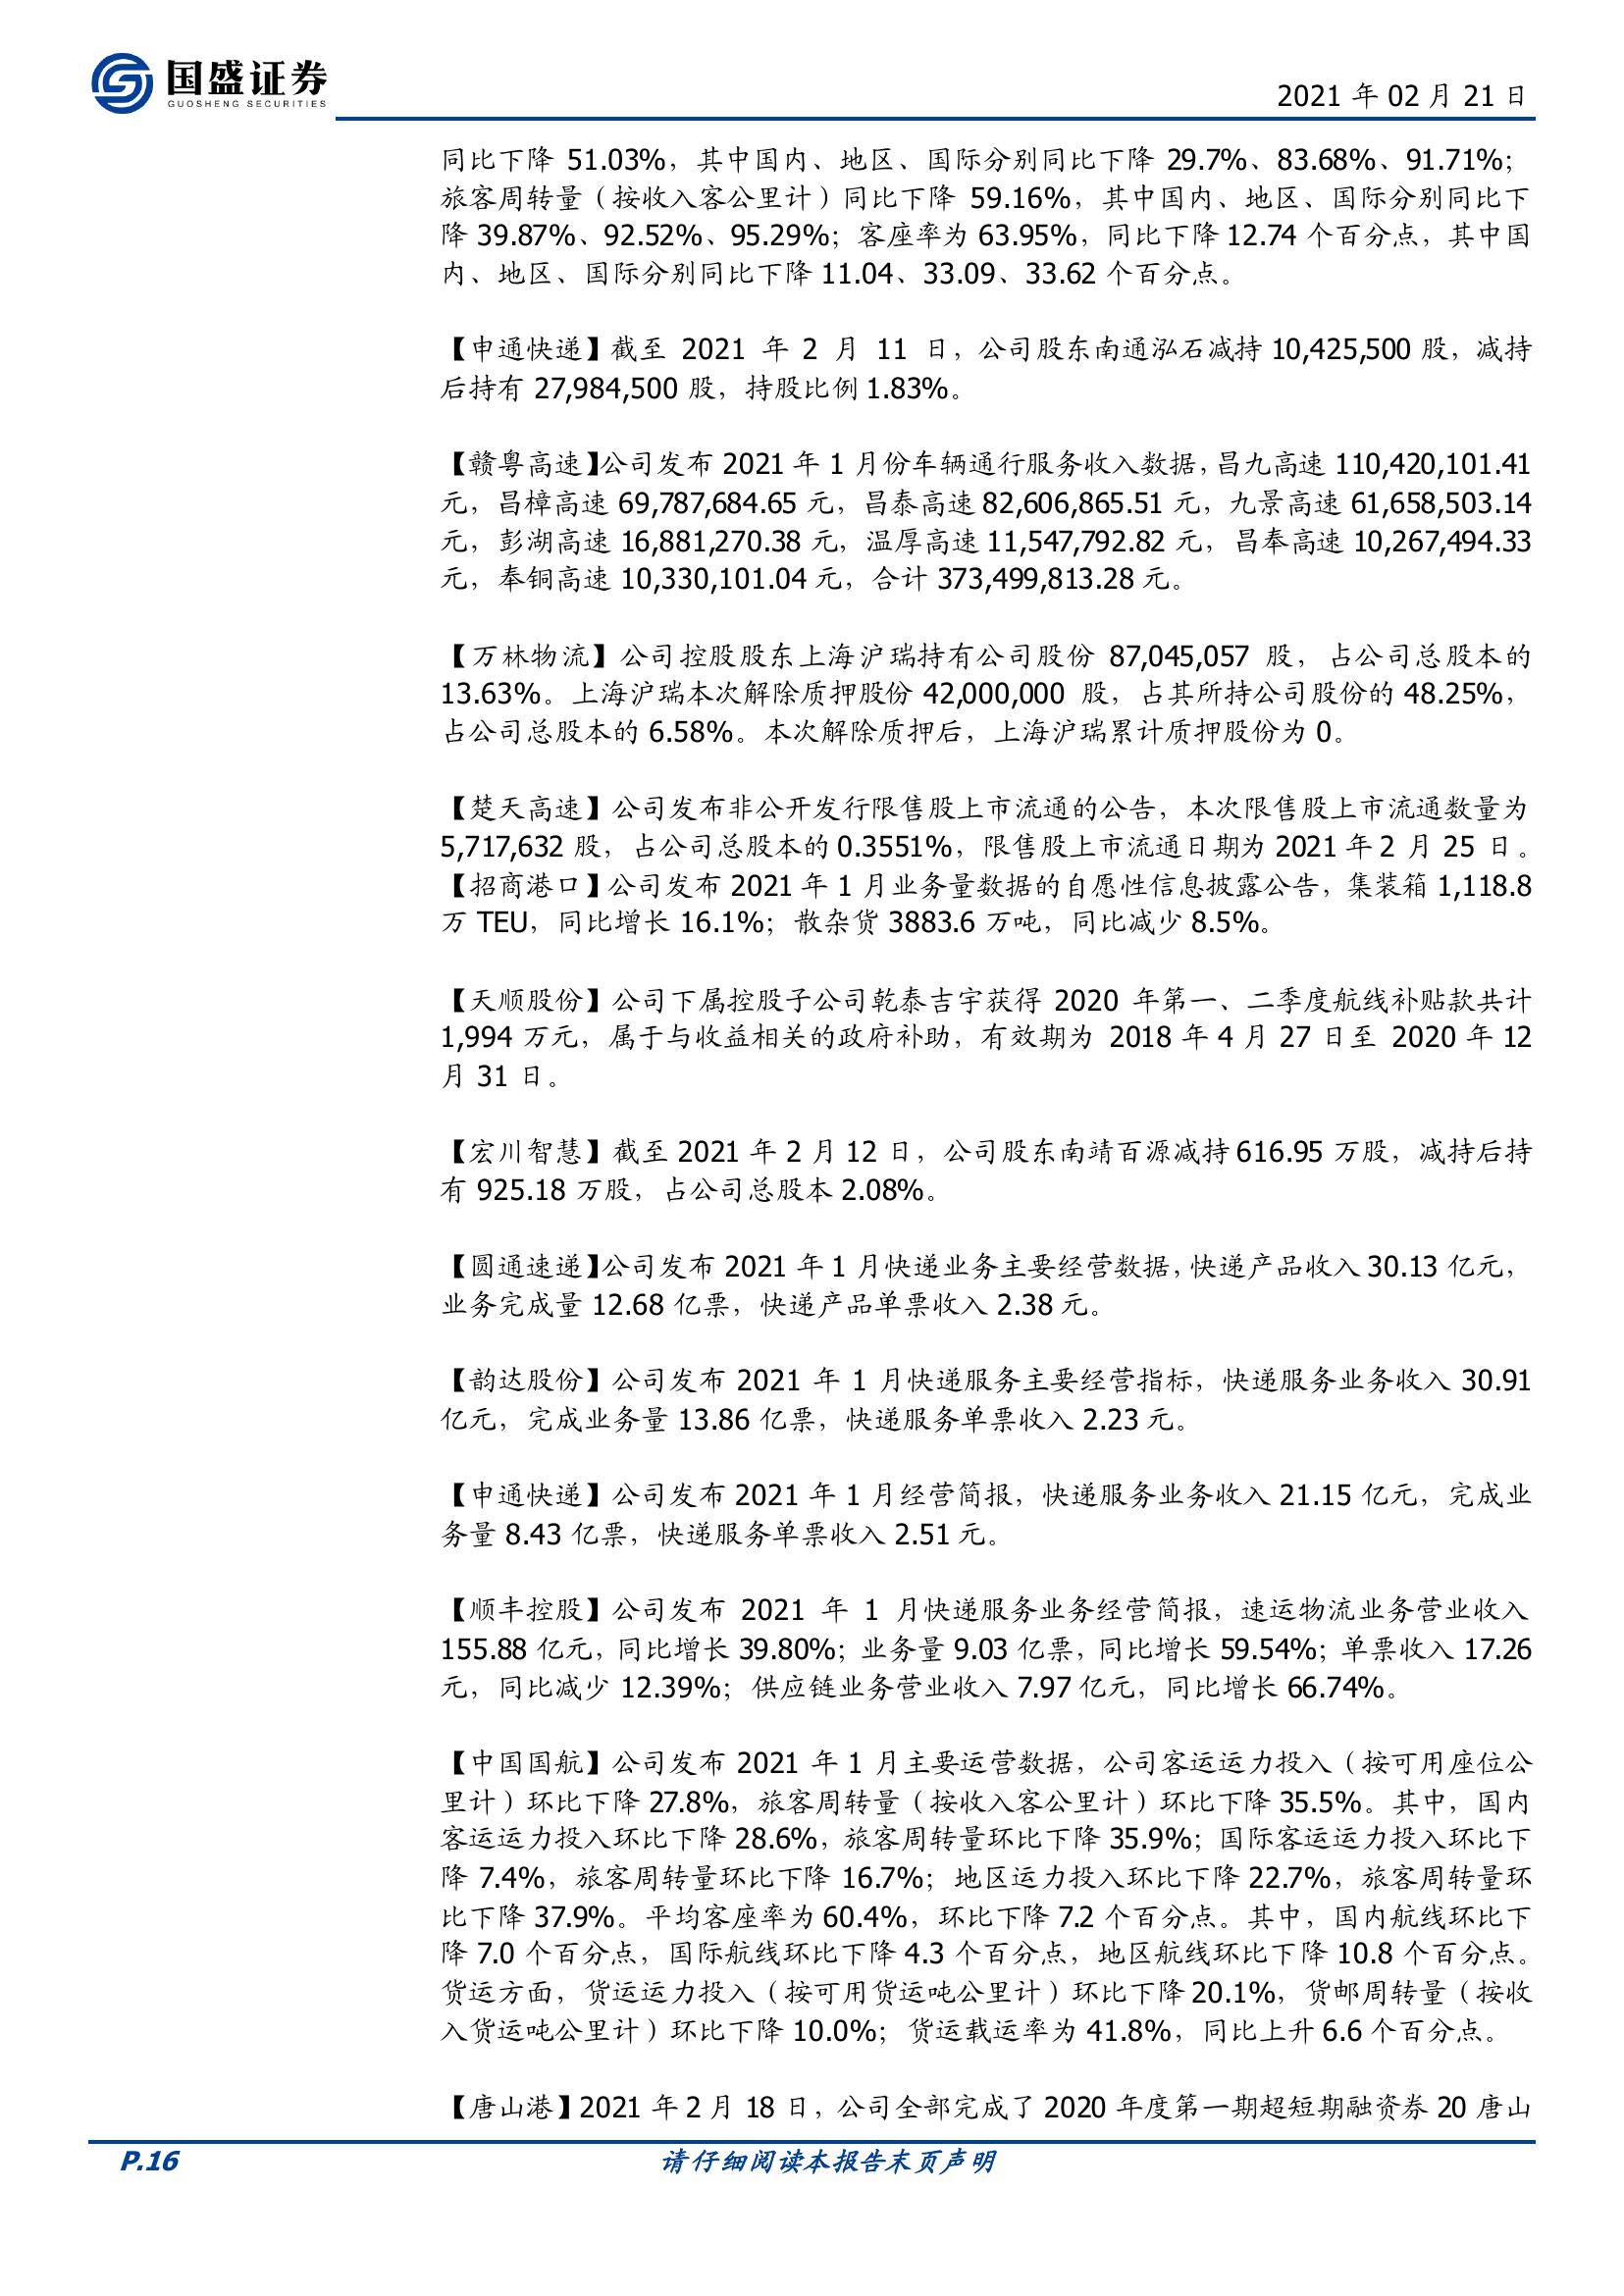 国盛证券
GUOSHENG SECURITIES
2021 年 02 月 21 日
同比下降 51.03%，其中国内、地区、国际分别同比下降 29.7%、83.68%、91.71%；
旅客周转量（按收入客公里计）同比下降 59.16%，其中国内、地区、国际分别同比下
降 39.87%、92.52%、95.29%；客座率为 63.95%，同比下降 12.74 个百分点，其中国
内、地区、国际分别同比下降 11.04、33.09、33.62 个百分点。
【申通快递】截至 2021 年 2 月 11 日，公司股东南通泓石减持 10,425,500 股，减持
后持有 27,984,500 股，持股比例 1.83%。
【赣粤高速】公司发布 2021 年 1 月份车辆通行服务收入数据，昌九高速 110,420,101.41
元，昌樟高速 69,787,684.65 元，昌泰高速 82,606,865.51 元，九景高速 61,658,503.14
元，彭湖高速 16,881,270.38 元，温厚高速 11,547,792.82 元，昌奉高速 10,267,494.33
元，奉铜高速 10,330,101.04 元，合计 373,499,813.28 元。
【万林物流】公司控股股东上海沪瑞持有公司股份 87,045,057 股，占公司总股本的
13.63%。上海沪瑞本次解除质押股份 42,000,000 股，占其所持公司股份的 48.25%，
占公司总股本的 6.58%。本次解除质押后，上海沪瑞累计质押股份为 0。
【楚天高速】公司发布非公开发行限售股上市流通的公告，本次限售股上市流通数量为
5,717,632 股，占公司总股本的 0.3551%，限售股上市流通日期为 2021 年 2 月 25 日。
【招商港口】公司发布 2021 年 1 月业务量数据的自愿性信息披露公告，集装箱 1,118.8
万 TEU，同比增长 16.1%；散杂货 3883.6 万吨，同比减少 8.5%。
【天顺股份】公司下属控股子公司乾泰吉宇获得 2020 年第一、二季度航线补贴款共计
1,994 万元，属于与收益相关的政府补助，有效期为 2018 年 4 月 27 日至 2020 年 12
月 31 日。
【宏川智慧】截至 2021 年 2 月 12 日，公司股东南靖百源减持 616.95 万股，减持后持
有 925.18 万股，占公司总股本 2.08%。
【圆通速递】公司发布 2021 年 1 月快递业务主要经营数据，快递产品收入 30.13 亿元，
业务完成量 12.68 亿票，快递产品单票收入 2.38 元。
【韵达股份】公司发布 2021 年 1 月快递服务主要经营指标，快递服务业务收入 30.91
亿元，完成业务量 13.86 亿票，快递服务单票收入 2.23 元。
【申通快递】公司发布 2021 年 1 月经营简报，快递服务业务收入 21.15 亿元，完成业
务量 8.43 亿票，快递服务单票收入 2.51 元。
【顺丰控股】公司发布 2021 年 1 月快递服务业务经营简报，速运物流业务营业收入
155.88 亿元，同比增长 39.80%；业务量 9.03 亿票，同比增长 59.54%；单票收入 17.26
元，同比减少 12.39%；供应链业务营业收入 7.97 亿元，同比增长 66.74%。
【中国国航】公司发布 2021 年 1 月主要运营数据，公司客运运力投入（按可用座位公
里计）环比下降 27.8%，旅客周转量（按收入客公里计）环比下降 35.5%。其中，国内
客运运力投入环比下降 28.6%，旅客周转量环比下降 35.9%；国际客运运力投入环比下
降 7.4%，旅客周转量环比下降 16.7%；地区运力投入环比下降 22.7%，旅客周转量环
比下降 37.9%。平均客座率为 60.4%，环比下降 7.2 个百分点。其中，国内航线环比下
降 7.0 个百分点，国际航线环比下降 4.3 个百分点，地区航线环比下降 10.8 个百分点。
货运方面，货运运力投入（按可用货运吨公里计）环比下降 20.1%，货邮周转量（按收
入货运吨公里计）环比下降 10.0%；货运载运率为 41.8%，同比上升 6.6 个百分点。
【唐山港】2021 年 2 月 18 日，公司全部完成了 2020 年度第一期超短期融资券 20 唐山
P.16
请仔细阅读本报告末页声明